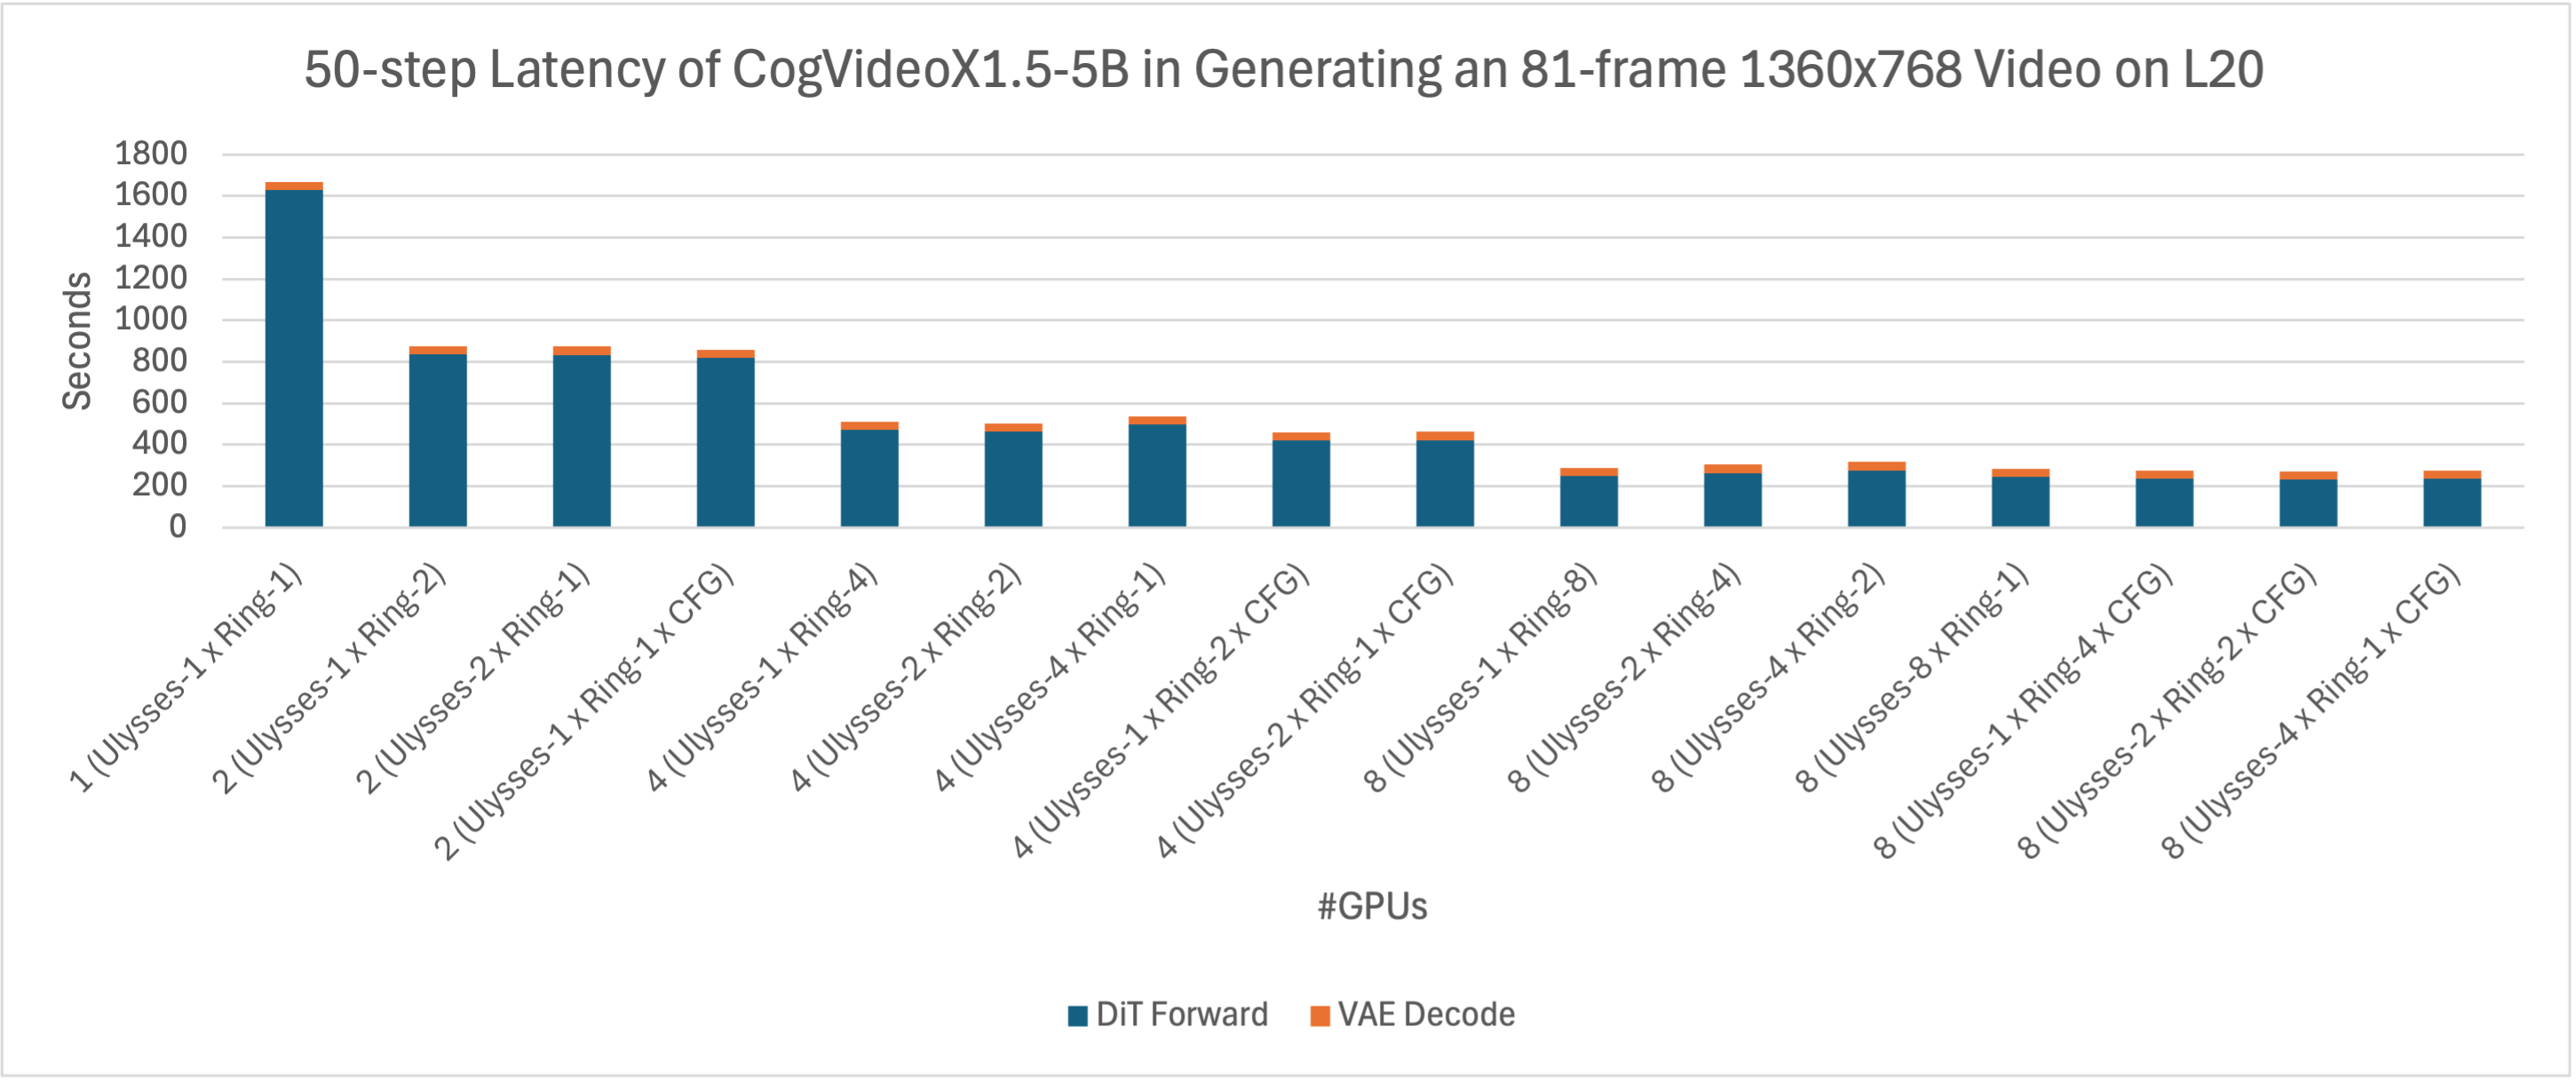 50-step Latency of CogVideoX1.5-5B in Generating an 81-frame 1360x768 Video on L20
Seconds
1800
1600
1400
1200
1000
800
600
400
200
0
1 (Ulysses-1 x Ring-1)
2 (Ulysses-1 x Ring-2)
2 (Ulysses-2 x Ring-1)
2 (Ulysses-1 x Ring-1 x CFG)
4 (Ulysses-1 x Ring-4)
4 (Ulysses-2 x Ring-2)
4 (Ulysses-4 x Ring-1)
4 (Ulysses-1 x Ring-2 x CFG)
4 (Ulysses-2 x Ring-1 x CFG)
8 (Ulysses-1 x Ring-8)
8 (Ulysses-2 x Ring-4)
8 (Ulysses-4 x Ring-2)
8 (Ulysses-8 x Ring-1)
8 (Ulysses-1 x Ring-4 x CFG)
8 (Ulysses-2 x Ring-2 x CFG)
8 (Ulysses-4 x Ring-1 x CFG)
#GPUs
DiT Forward
VAE Decode